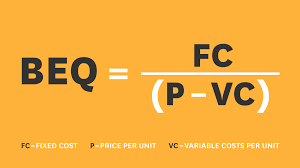 BEQ = FC / (P – VC)
FC – FIXED COST P – PRICE PER UNIT VC – VARIABLE COSTS PER UNIT